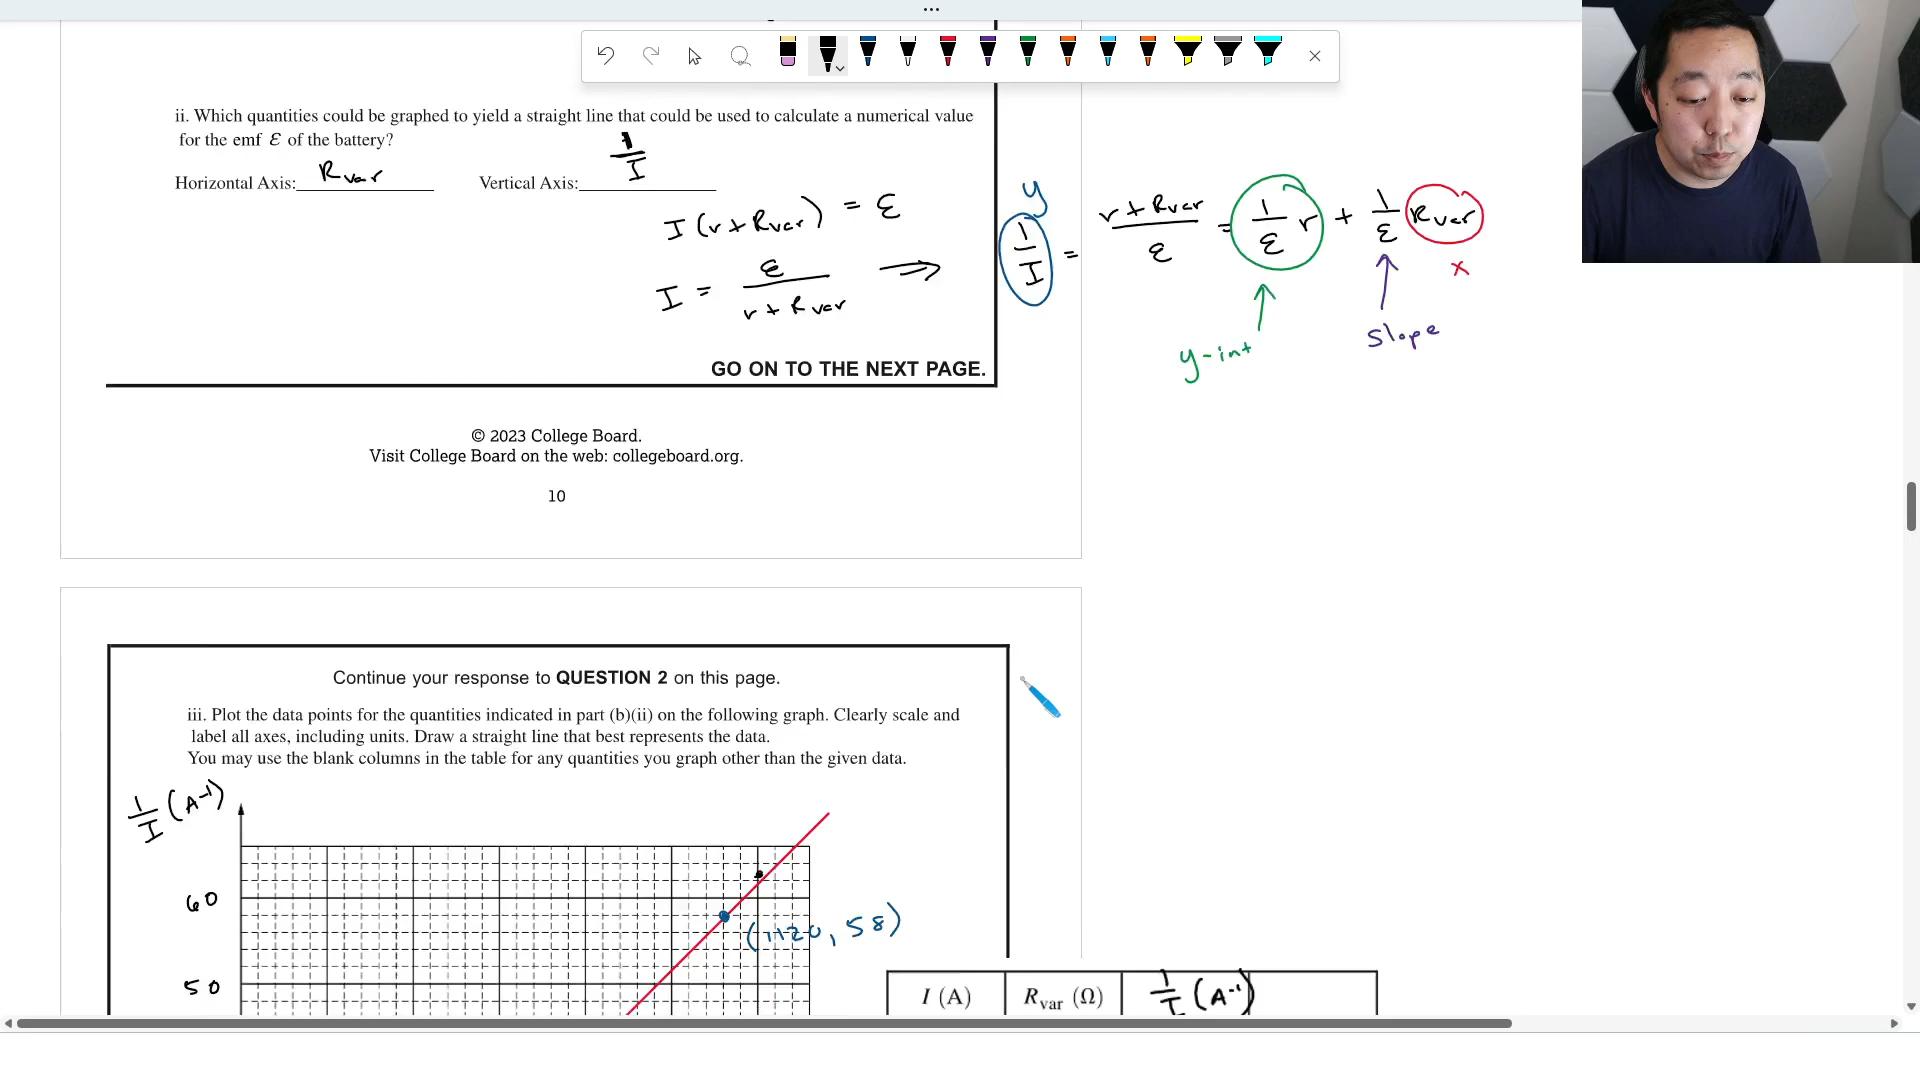 ii. Which quantities could be graphed to yield a straight line that could be used to calculate a numerical value
for the emf ε of the battery?
Horizontal Axis: Rvar Vertical Axis: 1/I
I(r + Rvar) = ε
I = ε/(r + Rvar) ⟹
y
1/I = (r + Rvar)/ε = 1/ε r + 1/ε Rvar
x
y-int
slope
GO ON TO THE NEXT PAGE.
© 2023 College Board.
Visit College Board on the web: collegeboard.org.
10
Continue your response to QUESTION 2 on this page.
iii. Plot the data points for the quantities indicated in part (b)(ii) on the following graph. Clearly scale and
label all axes, including units. Draw a straight line that best represents the data.
You may use the blank columns in the table for any quantities you graph other than the given data.
1/I (A⁻¹)
60
(1120, 58)
50
I (A) Rvar (Ω) 1/I (A⁻¹)